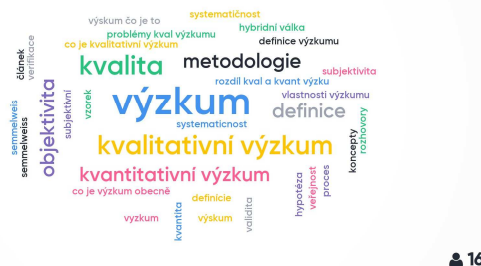 systematičnost
výskum čo je to
hybridní válka
problémy kval výzkumu
co je kvalitativní výzkum
definice výzkumu
článek
verifikace
kvalita
metodologie
rozdíl kval a kvant výzku
subjektivita
objektivita
subjektivní
vzorek
výzkum
vlastnosti výzkumu
definice
semmelweis
semmelweiss
systematicnost
kvalitativní výzkum
koncepty
rozhovory
kvantitativní výzkum
co je výzkum obecně
definície
hypotéza
veřejnost
proces
vyzkum
kvantita
výskum
validita
16